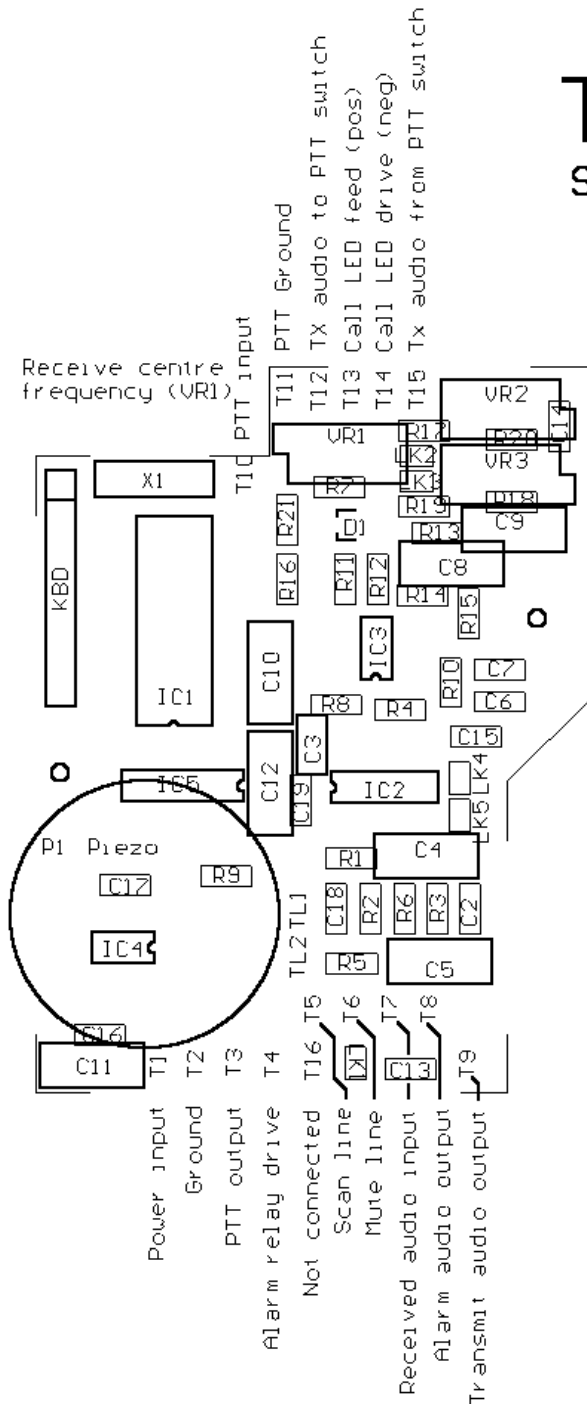 T
S
T10 PTT input
T11 PTT Ground
T12 TX audio to PTT switch
T13 Call LED feed (pos)
T14 Call LED drive (neg)
T15 Tx audio from PTT switch
Receive centre
frequency (VR1)
VR2
C14
VR1
R17
R20
LK2
VR3
X1
R7
LK3
R18
R21
R19
C9
D1
R13
KBD
C8
R16
R11
R12
R14
R15
IC3
C10
R10
C7
IC1
R8
R4
C6
C3
C15
IC5
C12
C19
IC2
LK4
LK5
P1 Piezo
R1
C4
C17
R9
TL1
TL2
C18
R2
R6
R3
C2
IC4
R5
C5
C16
C11
LK1
C13
T1
Power input
T2
Ground
T3
PTT output
T4
Alarm relay drive
T16
Not connected
T5
Scan line
T6
Mute line
T7
Received audio input
T8
Alarm audio output
T9
Transmit audio output